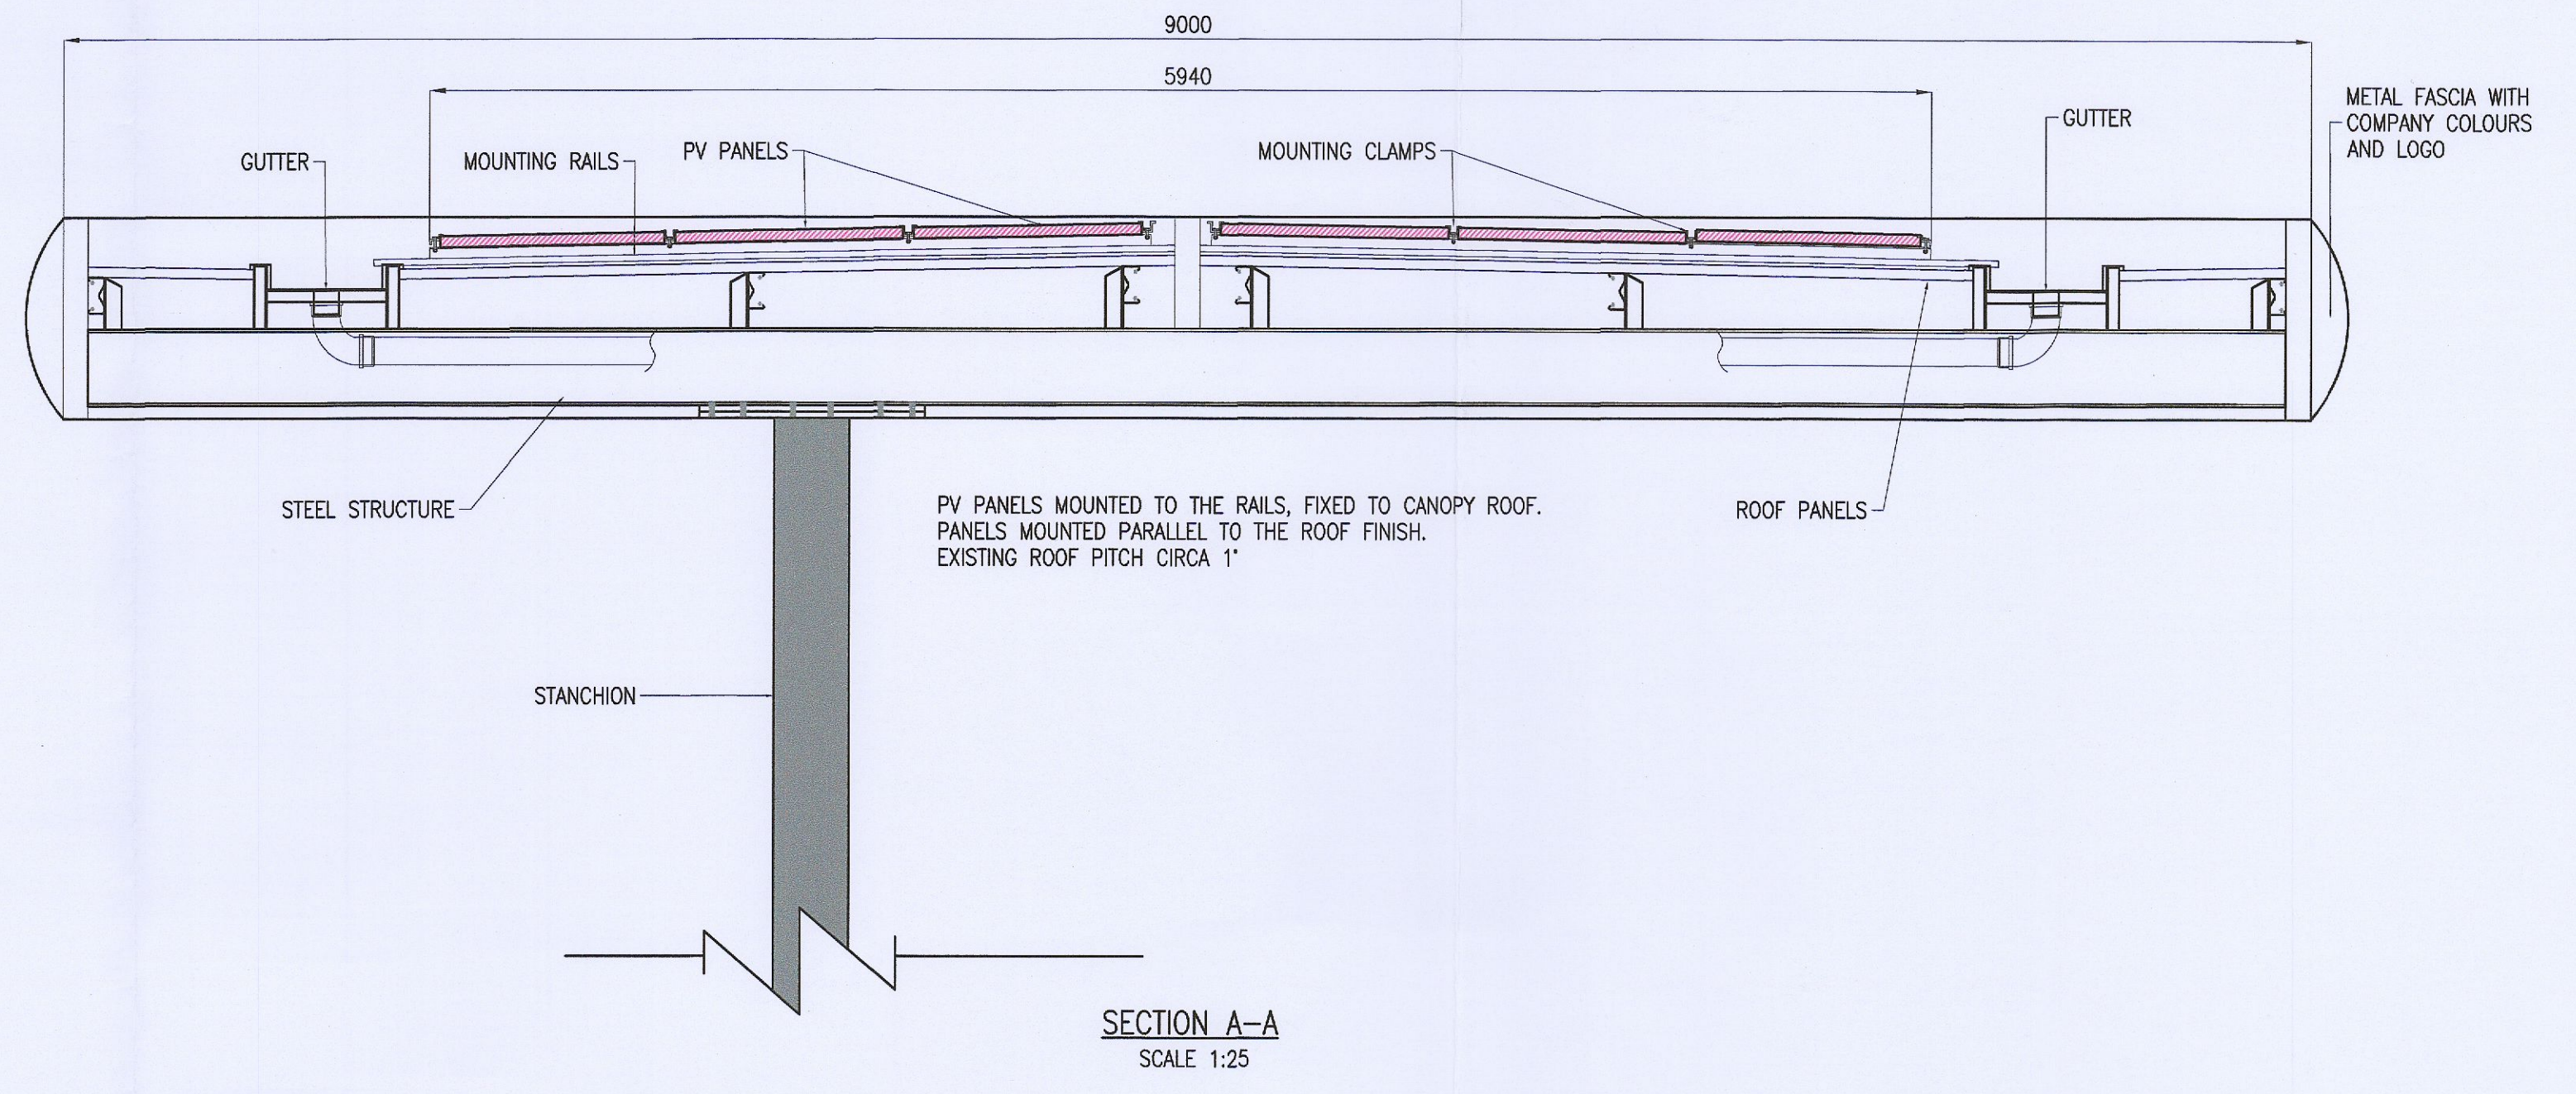 9000
5940
METAL FASCIA WITH
COMPANY COLOURS
AND LOGO
GUTTER
GUTTER
MOUNTING RAILS
PV PANELS
MOUNTING CLAMPS
STEEL STRUCTURE
PV PANELS MOUNTED TO THE RAILS, FIXED TO CANOPY ROOF.
PANELS MOUNTED PARALLEL TO THE ROOF FINISH.
EXISTING ROOF PITCH CIRCA 1°
ROOF PANELS
STANCHION
SECTION A–A
SCALE 1:25